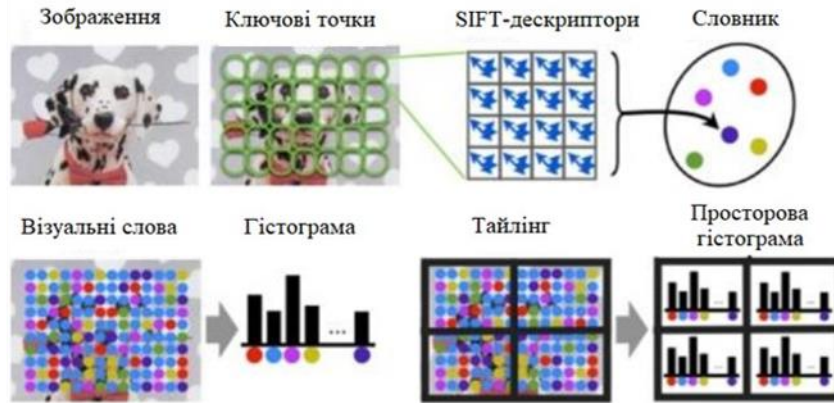 Зображення
Ключові точки
SIFT-дескриптори
Словник
Візуальні слова
Гістограма
...
Тайлінг
Просторова
гістограма
... ...
... ...